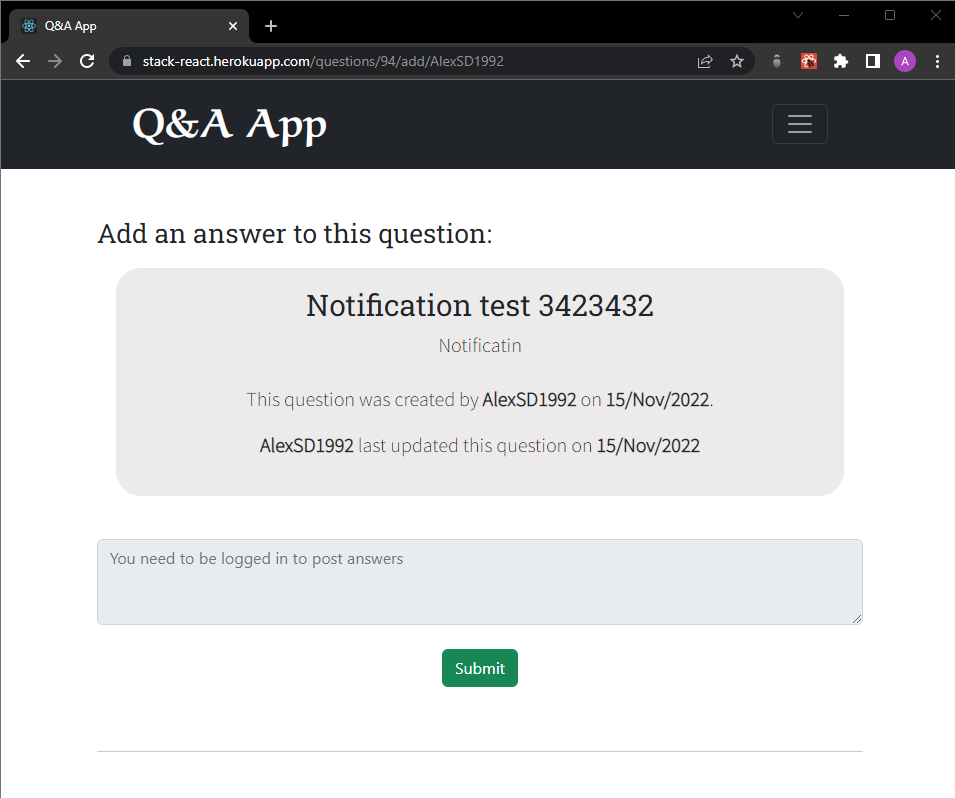 Q&A App
stack-react.herokuapp.com/questions/94/add/AlexSD1992
A
Q&A App
Add an answer to this question:
Notification test 3423432
Notificatin
This question was created by AlexSD1992 on 15/Nov/2022.
AlexSD1992 last updated this question on 15/Nov/2022
You need to be logged in to post answers
Submit